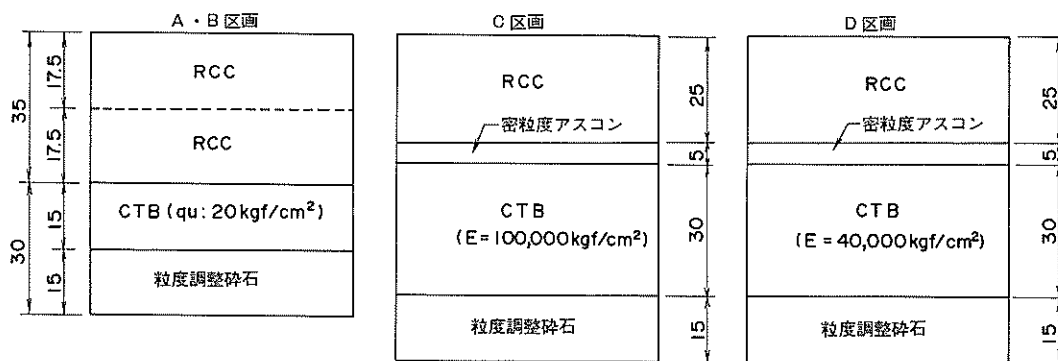 A・B区画
35
17.5
17.5
30
15
15
RCC
RCC
CTB (qu: 20kgf/cm²)
粒度調整砕石
C区画
RCC
密粒度アスコン
CTB
(E=100,000kgf/cm²)
粒度調整砕石
25
5
30
15
D区画
RCC
密粒度アスコン
CTB
(E=40,000kgf/cm²)
粒度調整砕石
25
5
30
15